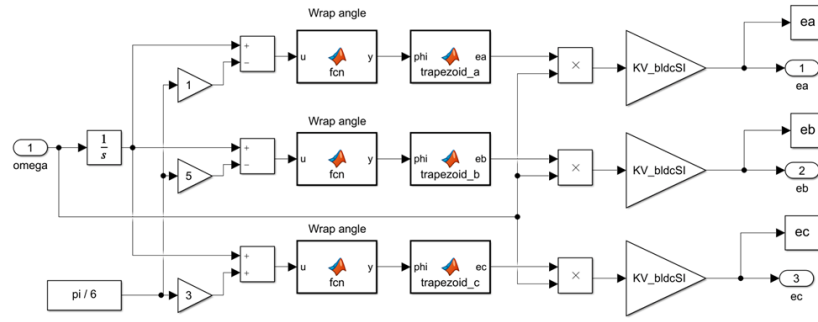 Wrap angle
ea
+
−
1
u
fcn
y
phi
trapezoid_a
ea
×
KV_bldcSI
1
ea
Wrap angle
eb
1
omega
1
s
+
−
5
u
fcn
y
phi
trapezoid_b
eb
×
KV_bldcSI
2
eb
Wrap angle
ec
+
+
pi / 6
3
u
fcn
y
phi
trapezoid_c
ec
×
KV_bldcSI
3
ec